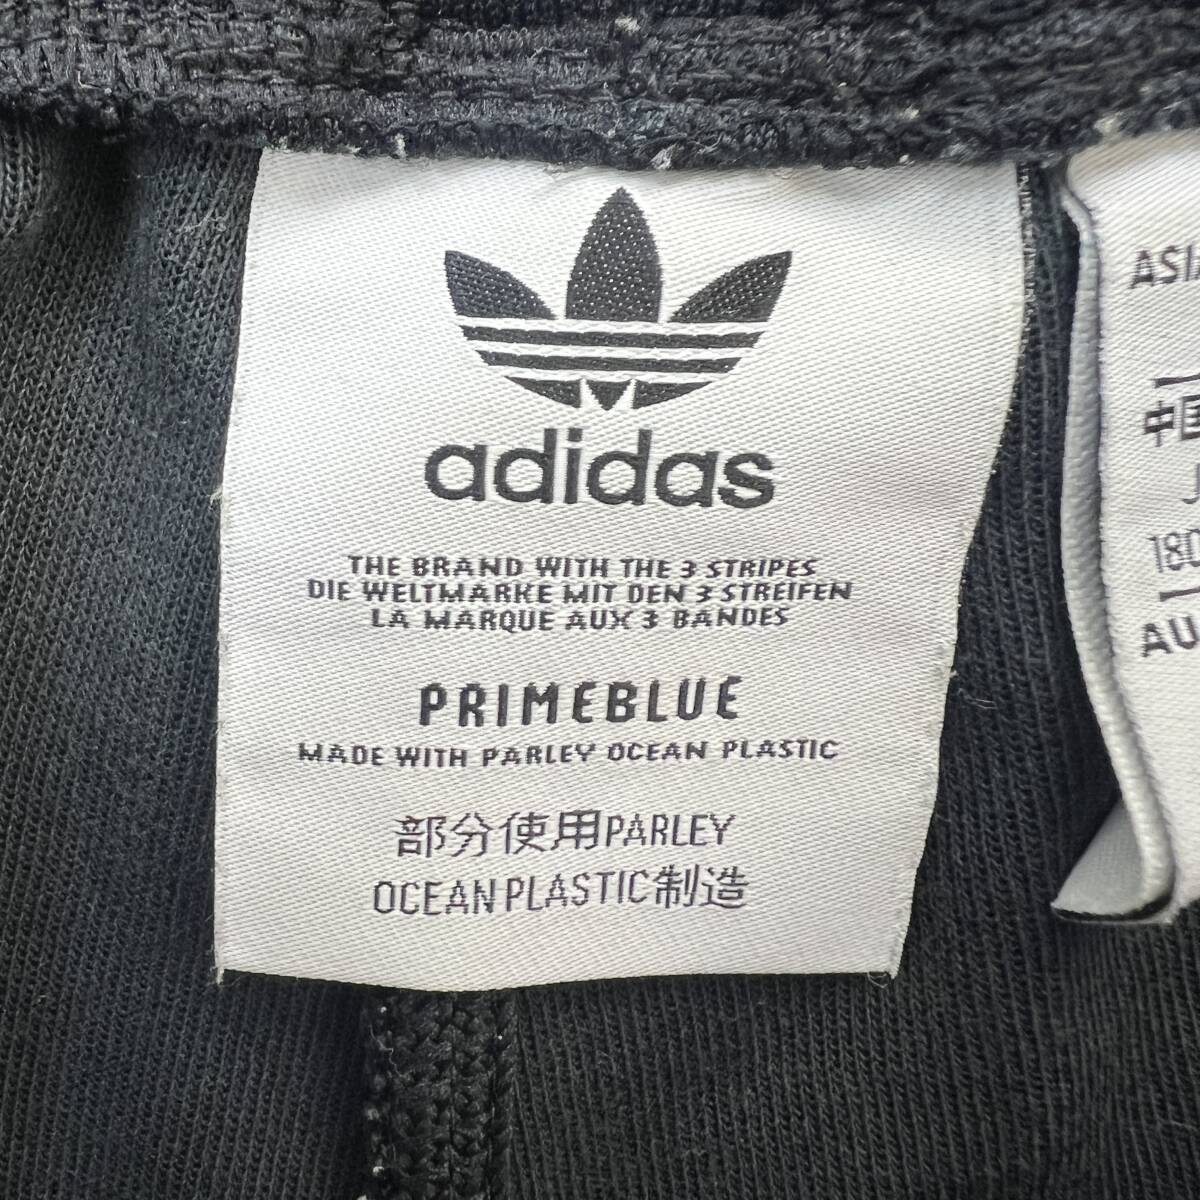 adidas
THE BRAND WITH THE 3 STRIPES
DIE WELTMARKE MIT DEN 3 STREIFEN
LA MARQUE AUX 3 BANDES
PRIMEBLUE
MADE WITH PARLEY OCEAN PLASTIC
部分使用PARLEY
OCEAN PLASTIC制造
180
AU